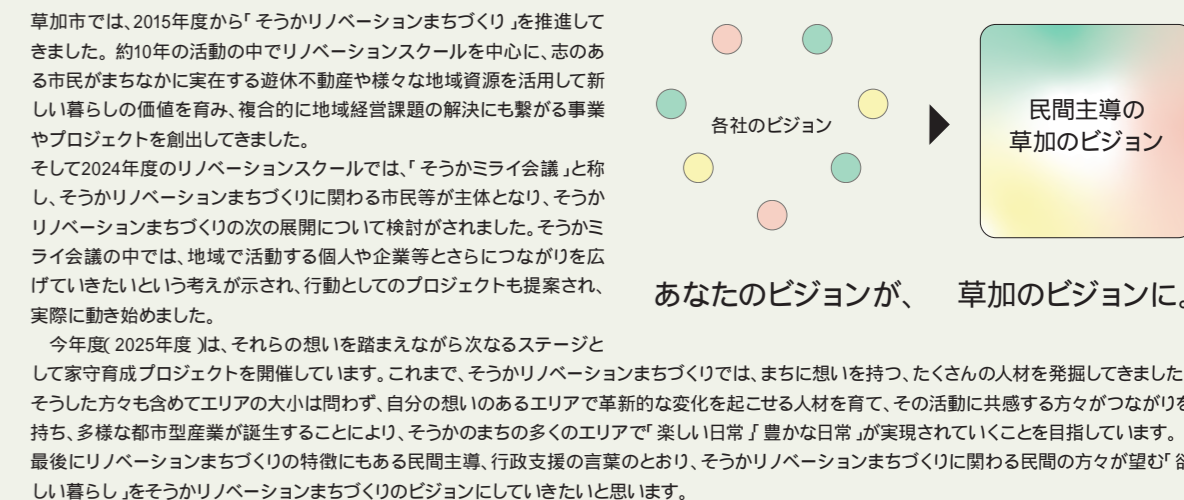 草加市では、2015年度から「そうかリノベーションまちづくり」を推進して
きました。約10年の活動の中でリノベーションスクールを中心に、志のあ
る市民がまちなかに実在する遊休不動産や様々な地域資源を活用して新
しい暮らしの価値を育み、複合的に地域経営課題の解決にも繋がる事業
やプロジェクトを創出してきました。
そして2024年度のリノベーションスクールでは、「そうかミライ会議」と称
し、そうかリノベーションまちづくりに関わる市民等が主体となり、そうか
リノベーションまちづくりの次の展開について検討がされました。そうかミ
ライ会議の中では、地域で活動する個人や企業等とさらにつながりを広
げていきたいという考えが示され、行動としてのプロジェクトも提案され、
実際に動き始めました。
今年度(2025年度)は、それらの想いを踏まえながら次なるステージと
して家守育成プロジェクトを開催しています。これまで、そうかリノベーションまちづくりでは、まちに想いを持つ、たくさんの人材を発掘してきました
そうした方々も含めてエリアの大小は問わず、自分の想いのあるエリアで革新的な変化を起こせる人材を育て、その活動に共感する方々がつながりを
持ち、多様な都市型産業が誕生することにより、そうかのまちの多くのエリアで「楽しい日常」「豊かな日常」が実現されていくことを目指しています。
最後にリノベーションまちづくりの特徴にもある民間主導、行政支援の言葉のとおり、そうかリノベーションまちづくりに関わる民間の方々が望む「欲
しい暮らし」をそうかリノベーションまちづくりのビジョンにしていきたいと思います。
各社のビジョン
民間主導の
草加のビジョン
あなたのビジョンが、 草加のビジョンに。